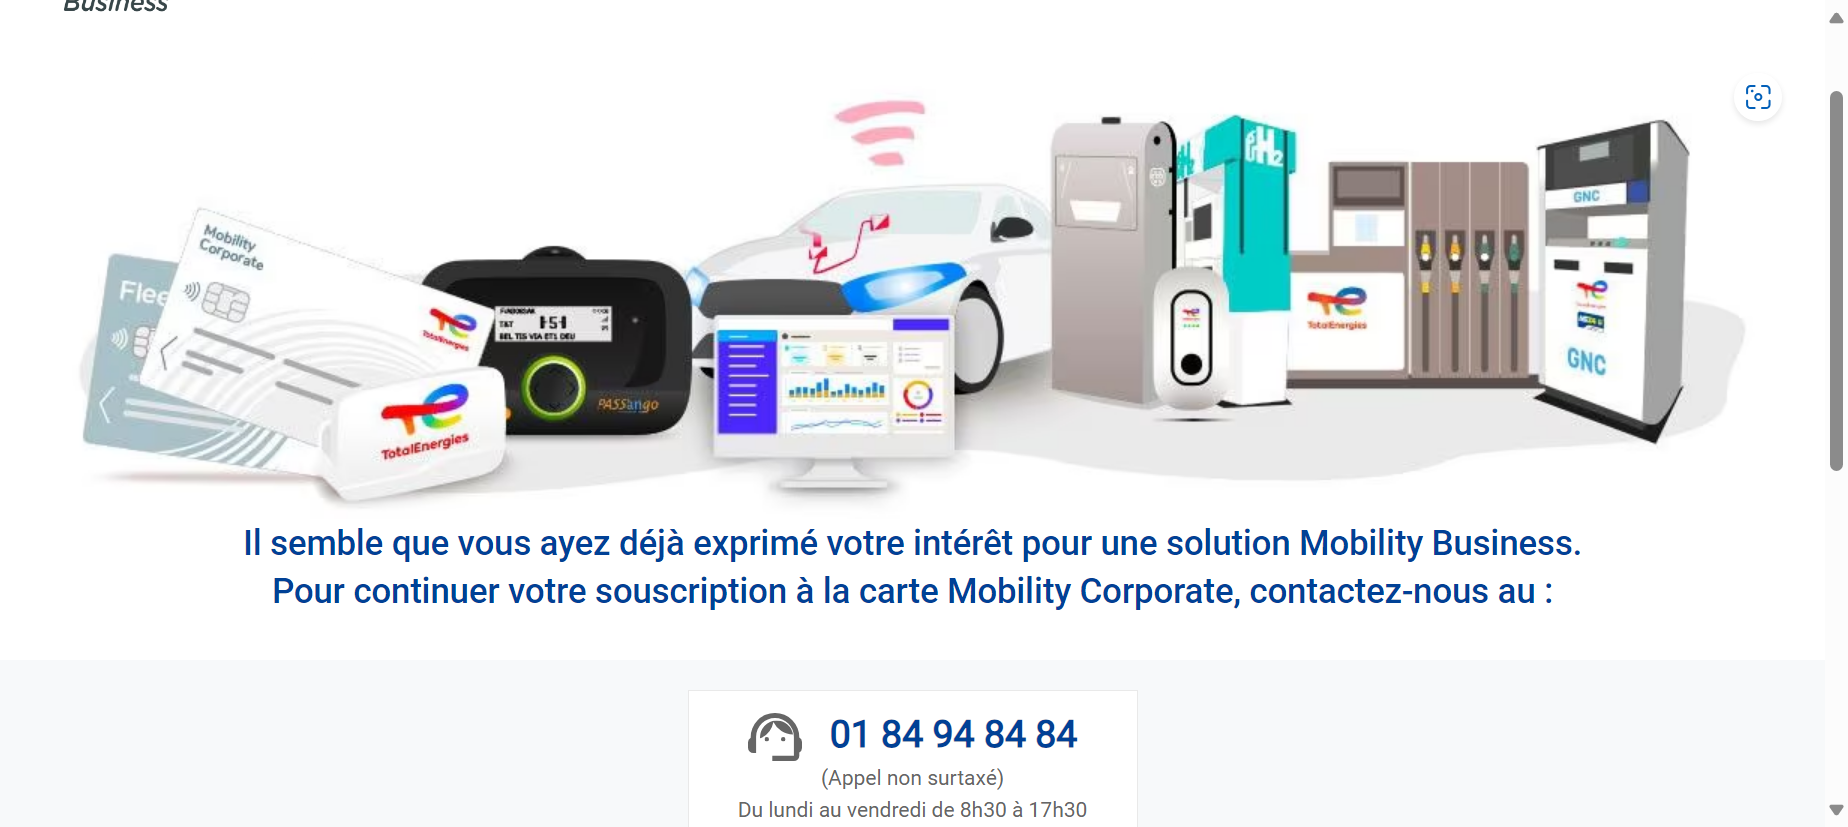 Business
Mobility
Corporate
Flee
TotalEnergies
TotalEnergies
PASSango
H2
TotalEnergies
GNC
GNC
Il semble que vous ayez déjà exprimé votre intérêt pour une solution Mobility Business.
Pour continuer votre souscription à la carte Mobility Corporate, contactez-nous au :
01 84 94 84 84
(Appel non surtaxé)
Du lundi au vendredi de 8h30 à 17h30